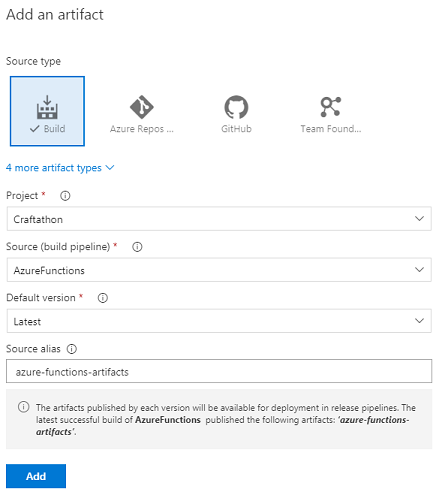 Add an artifact
Source type
Build
Azure Repos ...
GitHub
Team Found...
4 more artifact types
Project *
Craftathon
Source (build pipeline) *
AzureFunctions
Default version *
Latest
Source alias
azure-functions-artifacts
The artifacts published by each version will be available for deployment in release pipelines. The
latest successful build of AzureFunctions published the following artifacts: 'azure-functions-
artifacts'.
Add